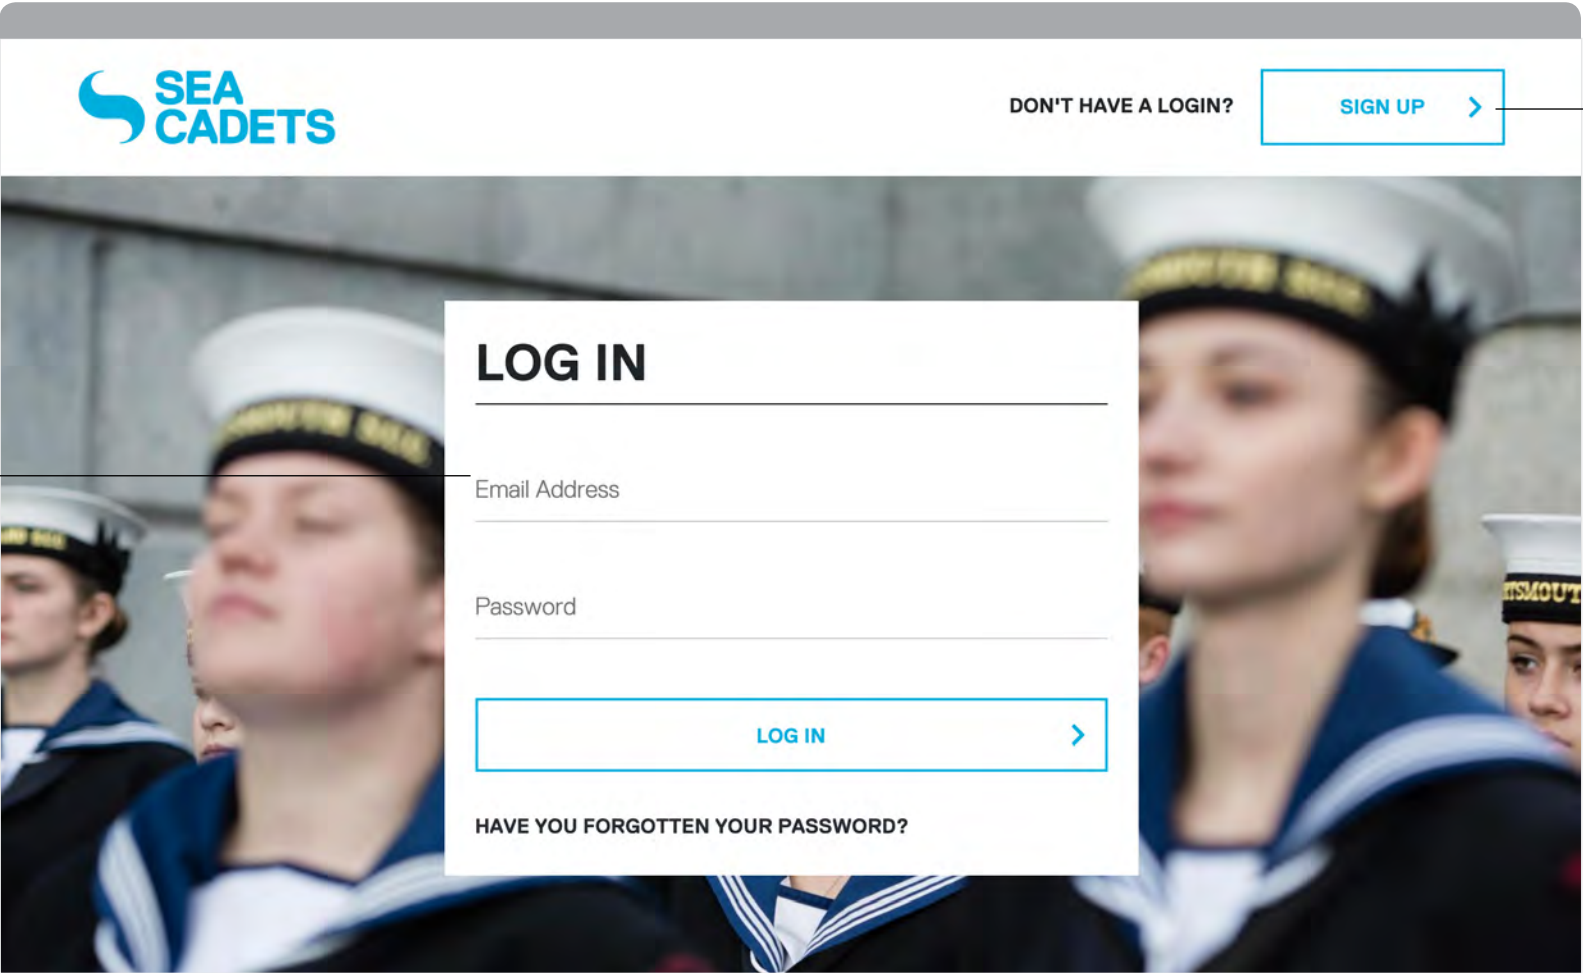 SEA
CADETS
DON'T HAVE A LOGIN?
SIGN UP
LOG IN
Email Address
Password
LOG IN
HAVE YOU FORGOTTEN YOUR PASSWORD?